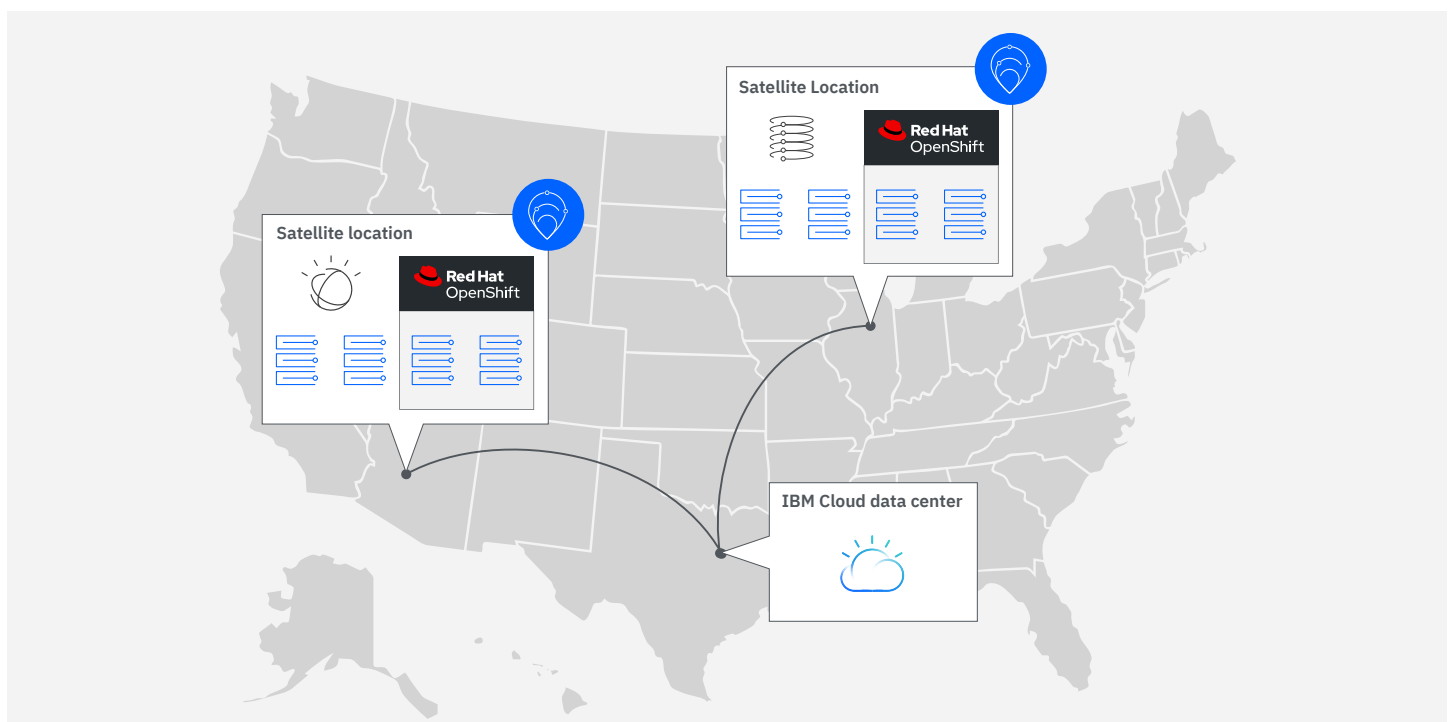 Satellite Location
Red Hat
OpenShift
Satellite location
Red Hat
OpenShift
IBM Cloud data center